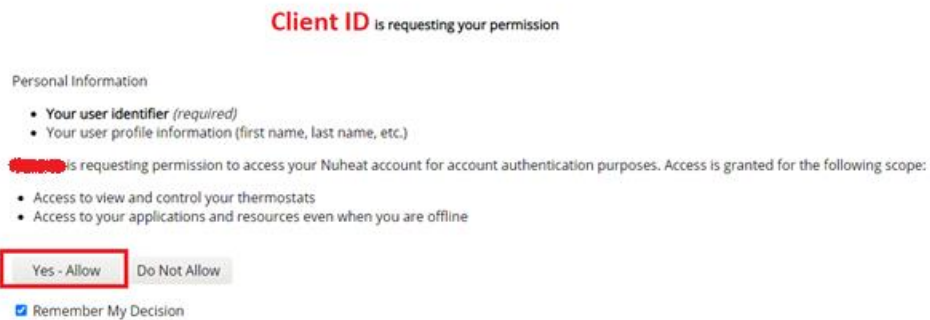 Client ID is requesting your permission
Personal Information
• Your user identifier (required)
• Your user profile information (first name, last name, etc.)
is requesting permission to access your Nuheat account for account authentication purposes. Access is granted for the following scope:
• Access to view and control your thermostats
• Access to your applications and resources even when you are offline
Yes - Allow Do Not Allow
Remember My Decision